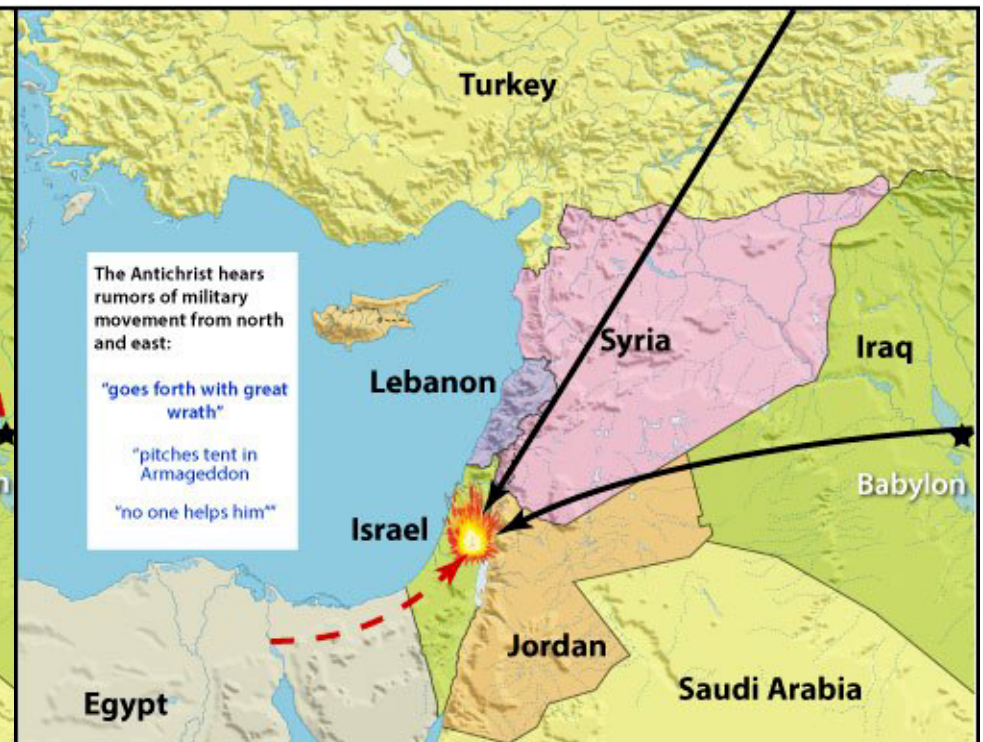 Turkey
The Antichrist hears
rumors of military
movement from north
and east:
"goes forth with great
wrath"
"pitches tent in
Armageddon
"no one helps him""
Syria
Iraq
Lebanon
Babylon
Israel
Jordan
Saudi Arabia
Egypt